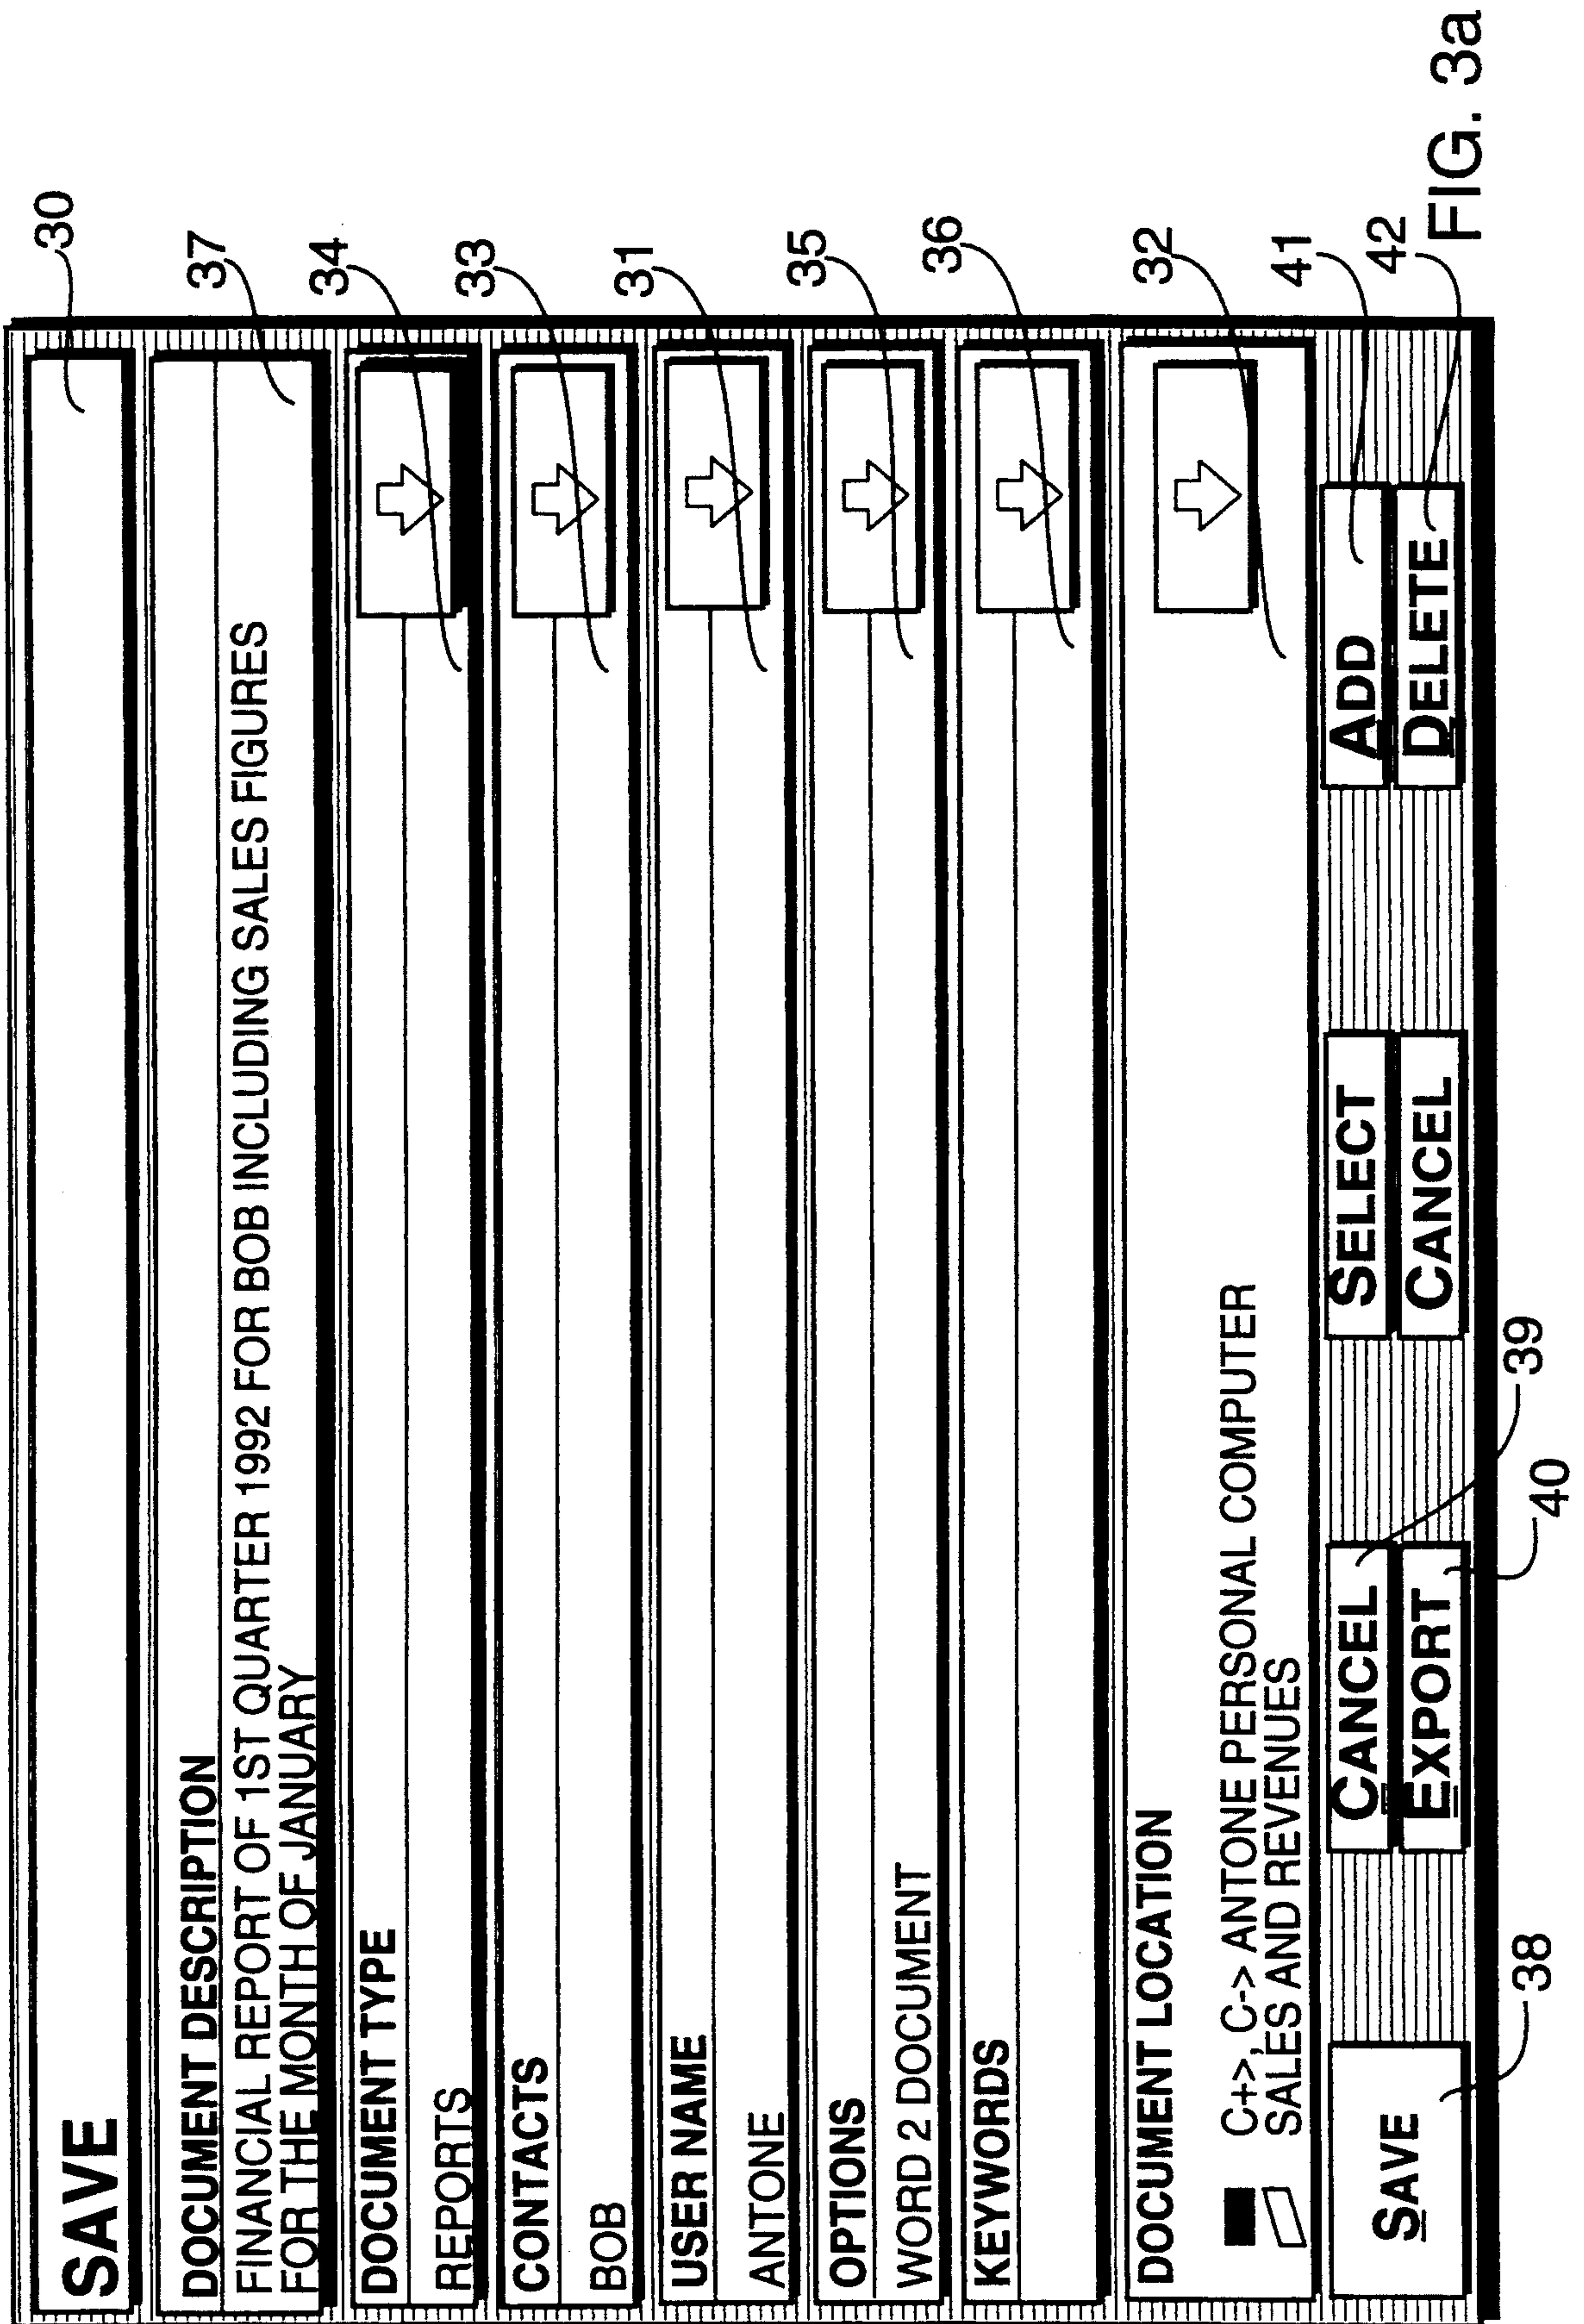 SAVE
30
DOCUMENT DESCRIPTION
FINANCIAL REPORT OF 1ST QUARTER 1992 FOR BOB INCLUDING SALES FIGURES
FOR THE MONTH OF JANUARY
37
DOCUMENT TYPE
REPORTS
34
CONTACTS
BOB
33
USER NAME
ANTONE
31
OPTIONS
WORD 2 DOCUMENT
35
KEYWORDS
36
DOCUMENT LOCATION
C+>, C-> ANTONE PERSONAL COMPUTER
SALES AND REVENUES
32
SAVE
CANCEL
SELECT
ADD
41
EXPORT
CANCEL
DELETE
42
38
40
39
FIG. 3a